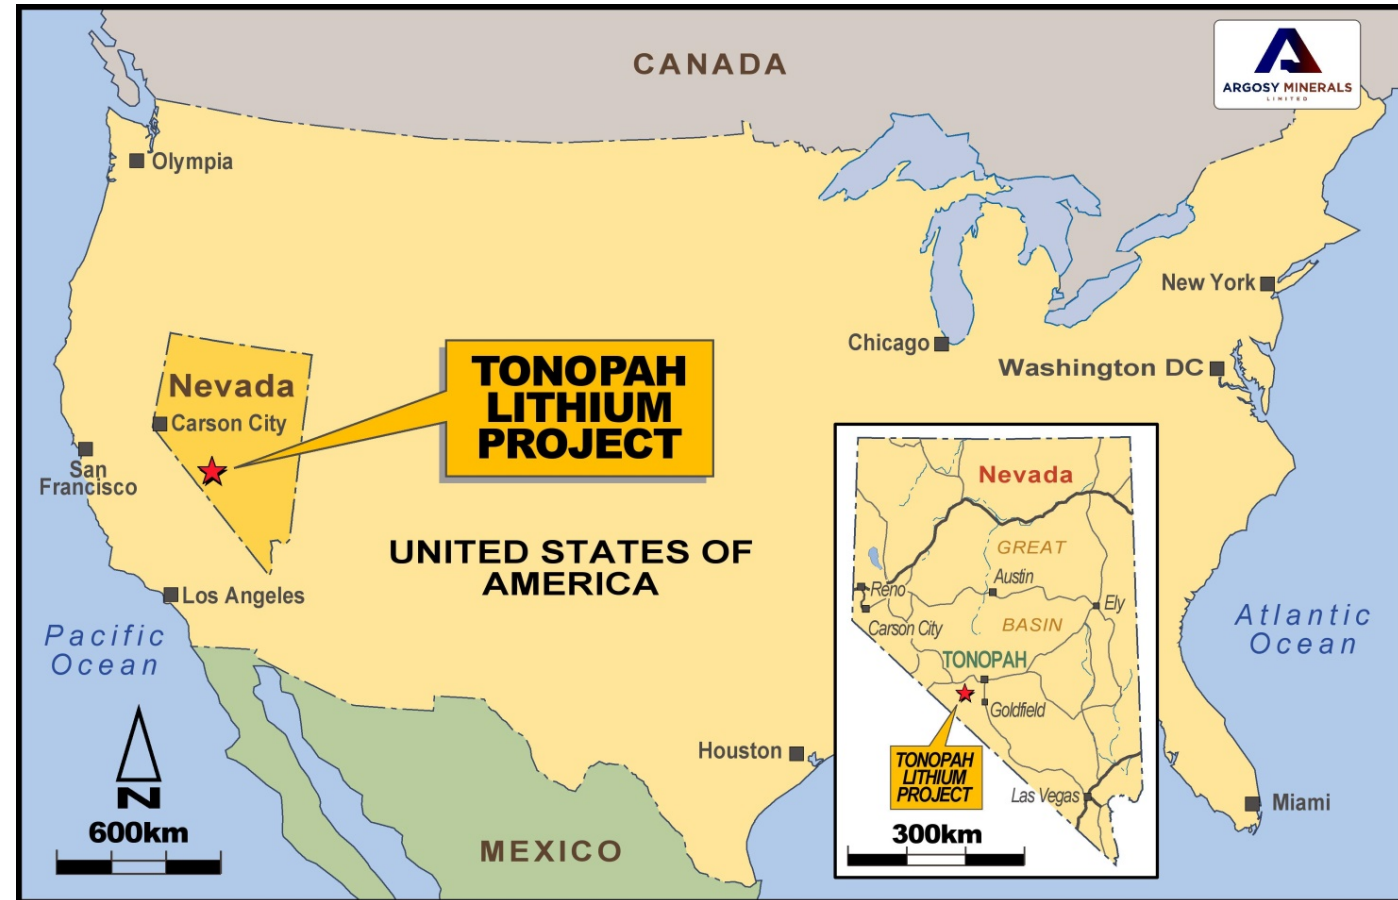 CANADA
ARGOSY MINERALS
LIMITED
Olympia
New York
Chicago
Washington DC
Nevada
Carson City
TONOPAH
LITHIUM
PROJECT
San
Francisco
UNITED STATES OF
AMERICA
Los Angeles
Pacific
Ocean
Atlantic
Ocean
Houston
Miami
MEXICO
N
600km
Nevada
GREAT
Austin
Reno
Ely
Carson City
BASIN
TONOPAH
Goldfield
TONOPAH
LITHIUM
PROJECT
Las Vegas
300km